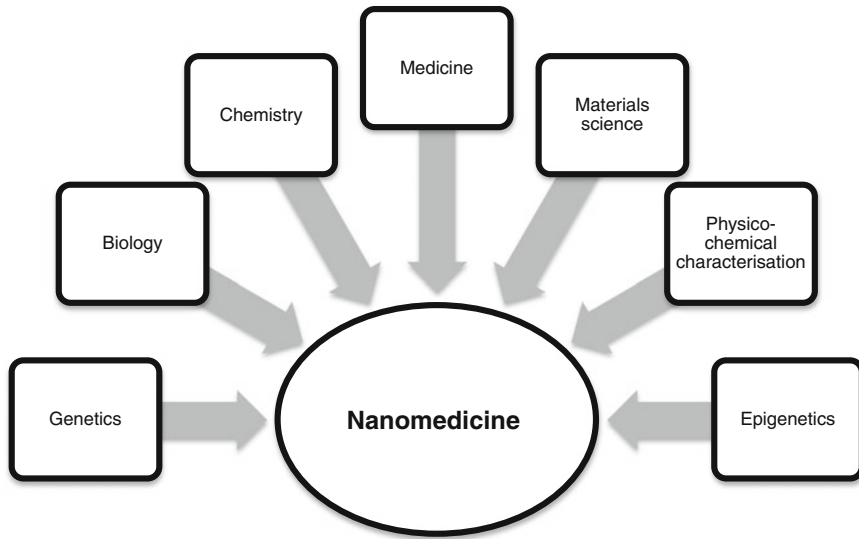 Medicine
Chemistry
Materials
science
Biology
Physico-
chemical
characterisation
Genetics
Nanomedicine
Epigenetics